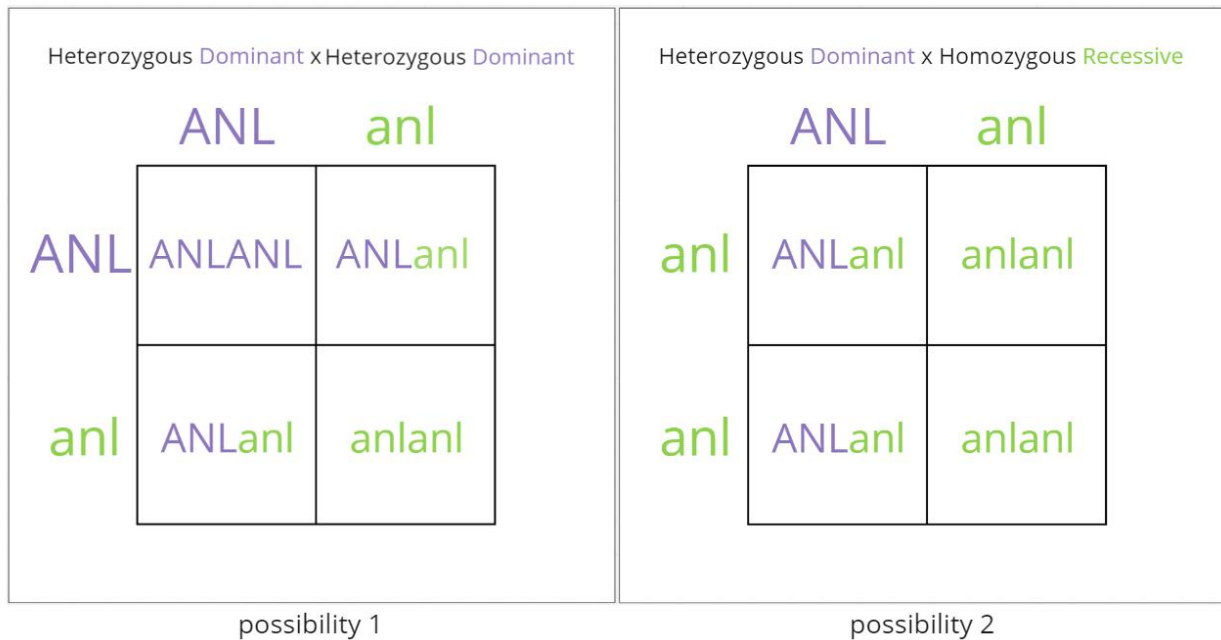 Heterozygous Dominant x Heterozygous Dominant
ANL anl
ANL ANLANL ANLanl
anl ANLanl anlanl
possibility 1
Heterozygous Dominant x Homozygous Recessive
ANL anl
anl ANLanl anlanl
anl ANLanl anlanl
possibility 2